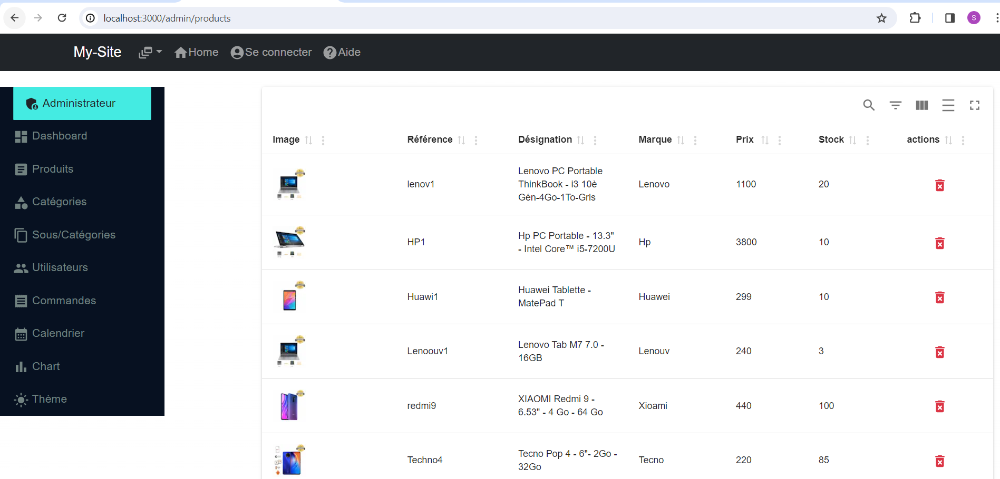 localhost:3000/admin/products
S
My-Site Home Se connecter Aide
Administrateur
Dashboard
Produits
Catégories
Sous/Catégories
Utilisateurs
Commandes
Calendrier
Chart
Thème
Image Référence Désignation Marque Prix Stock actions
lenov1
Lenovo PC Portable
ThinkBook - i3 10è
Gén-4Go-1To-Gris
Lenovo 1100 20
HP1
Hp PC Portable - 13.3"
- Intel Core™ i5-7200U
Hp 3800 10
Huawi1
Huawei Tablette -
MatePad T
Huawei 299 10
Lenoouv1
Lenovo Tab M7 7.0 -
16GB
Lenouv 240 3
redmi9
XIAOMI Redmi 9 -
6.53" - 4 Go - 64 Go
Xioami 440 100
Techno4
Tecno Pop 4 - 6"- 2Go -
32Go
Tecno 220 85